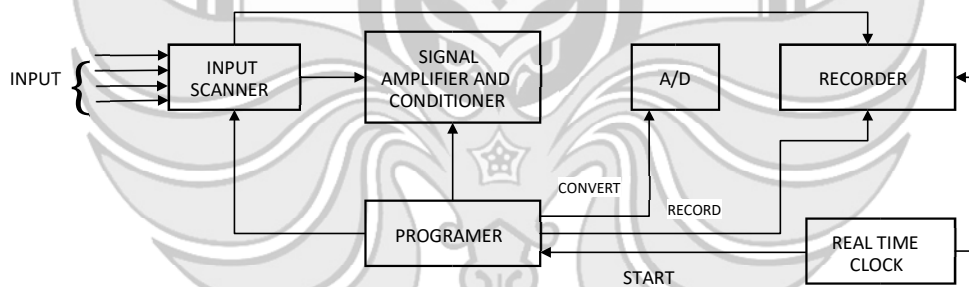 INPUT
INPUT
SCANNER
SIGNAL
AMPLIFIER AND
CONDITIONER
A/D
RECORDER
CONVERT
RECORD
PROGRAMER
START
REAL TIME
CLOCK